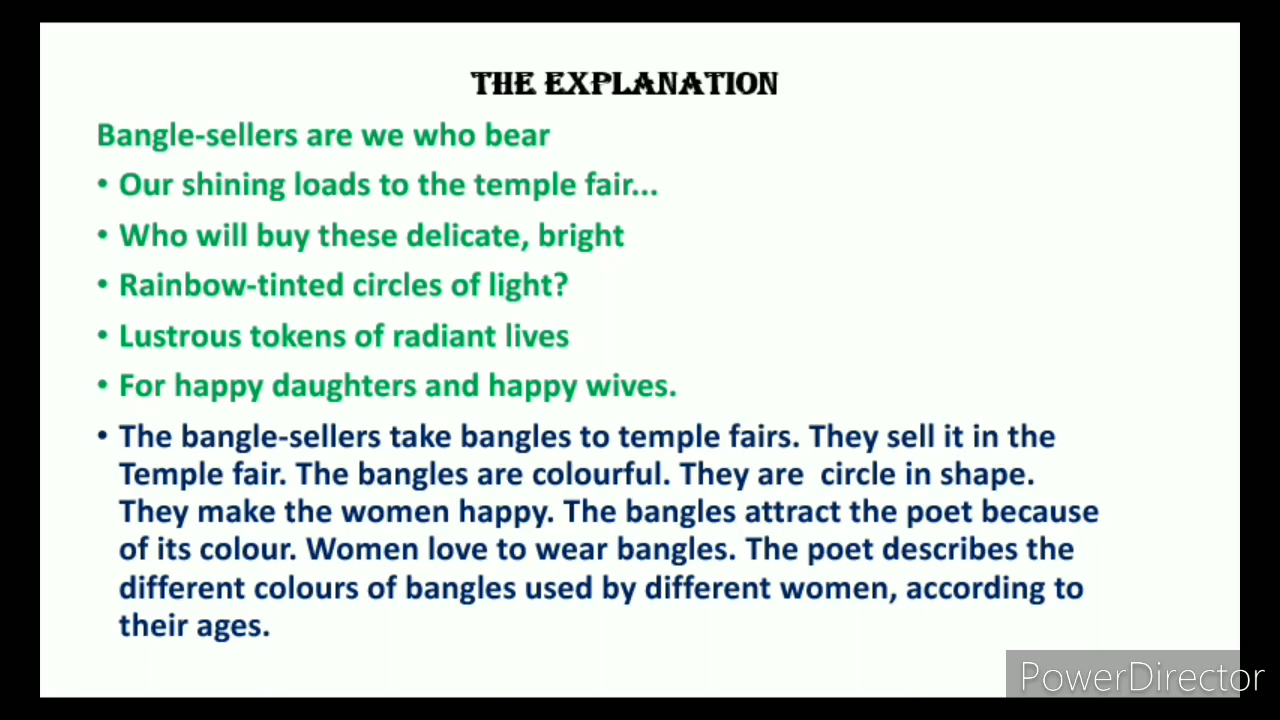 THE EXPLANATION
Bangle-sellers are we who bear
• Our shining loads to the temple fair...
• Who will buy these delicate, bright
• Rainbow-tinted circles of light?
• Lustrous tokens of radiant lives
• For happy daughters and happy wives.
• The bangle-sellers take bangles to temple fairs. They sell it in the
Temple fair. The bangles are colourful. They are  circle in shape.
They make the women happy. The bangles attract the poet because
of its colour. Women love to wear bangles. The poet describes the
different colours of bangles used by different women, according to
their ages.
PowerDirector